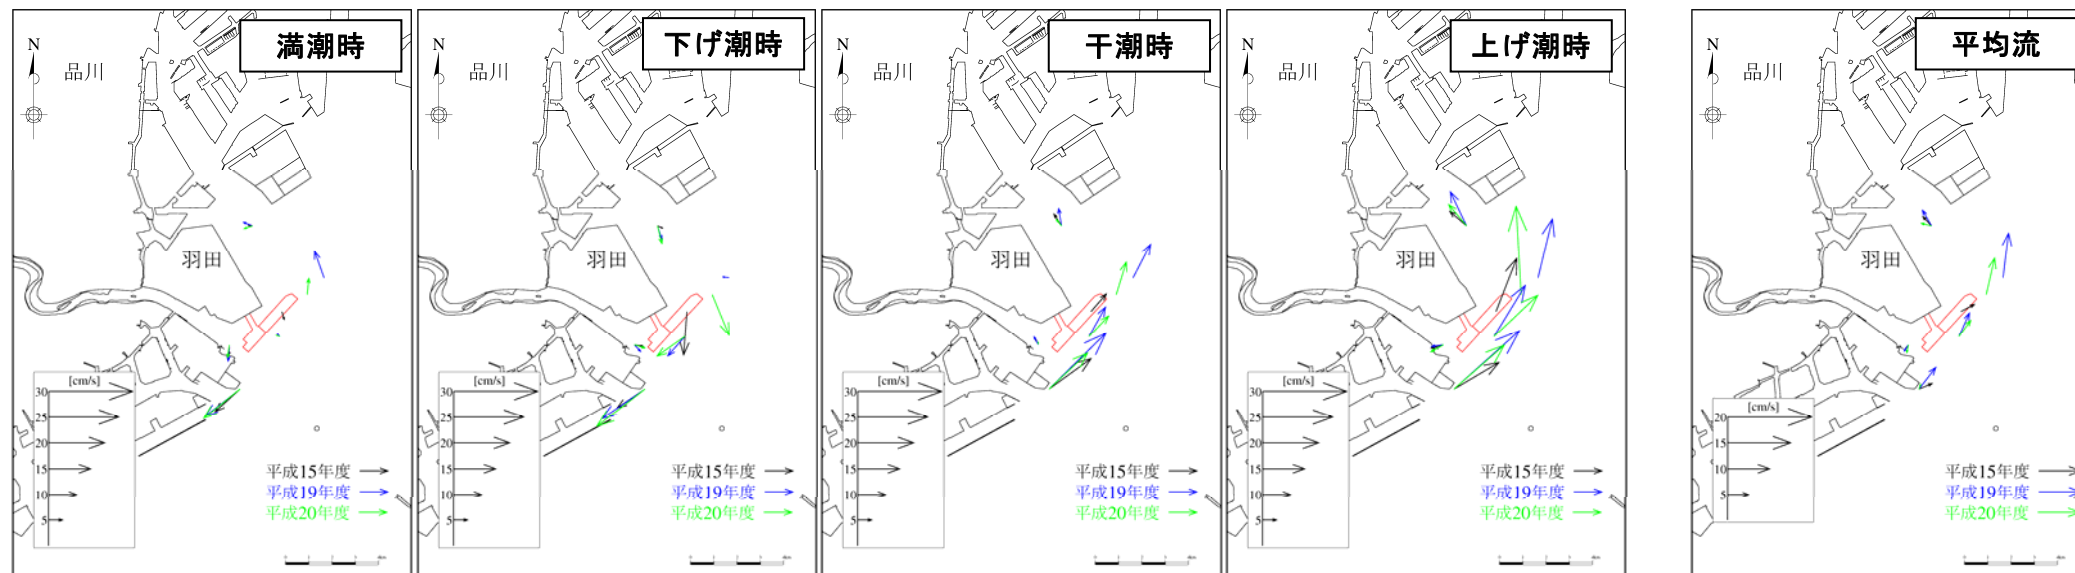 満潮時
N
品川
羽田
[cm/s]
30
25
20
15
10
5
平成15年度
平成19年度
平成20年度
下げ潮時
N
品川
羽田
[cm/s]
30
25
20
15
10
5
平成15年度
平成19年度
平成20年度
干潮時
N
品川
羽田
[cm/s]
30
25
20
15
10
5
平成15年度
平成19年度
平成20年度
上げ潮時
N
品川
羽田
[cm/s]
30
25
20
15
10
5
平成15年度
平成19年度
平成20年度
平均流
N
品川
羽田
[cm/s]
20
15
10
5
平成15年度
平成19年度
平成20年度